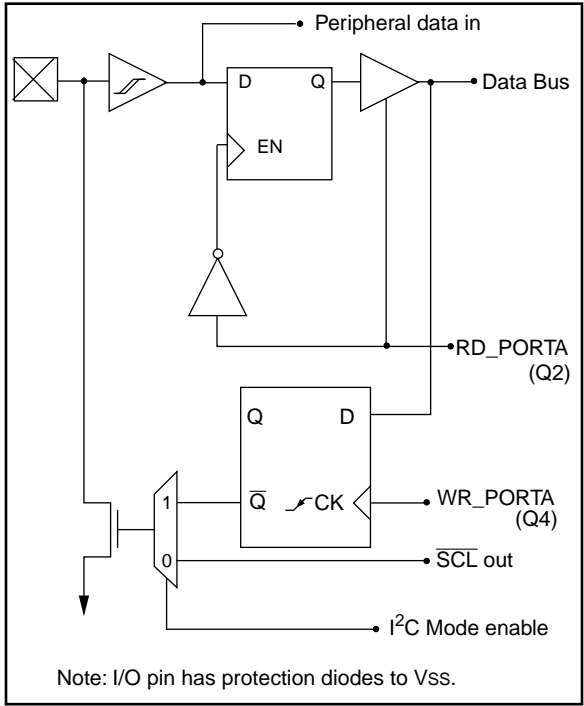 Peripheral data in
D Q
Data Bus
EN
RD_PORTA
(Q2)
Q D
WR_PORTA
(Q4)
1
Q̅ CK
0
S̅C̅L̅ out
I²C Mode enable
Note: I/O pin has protection diodes to VSS.